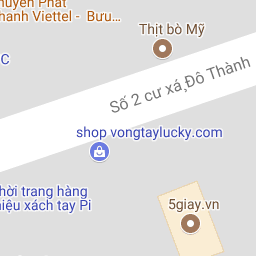 huyển Phát
hanh Viettel - Bưu...
Thịt bò Mỹ
C
Số 2 cư xá,Đô Thành
shop vongtaylucky.com
hời trang hàng
iệu xách tay Pi
5giay.vn